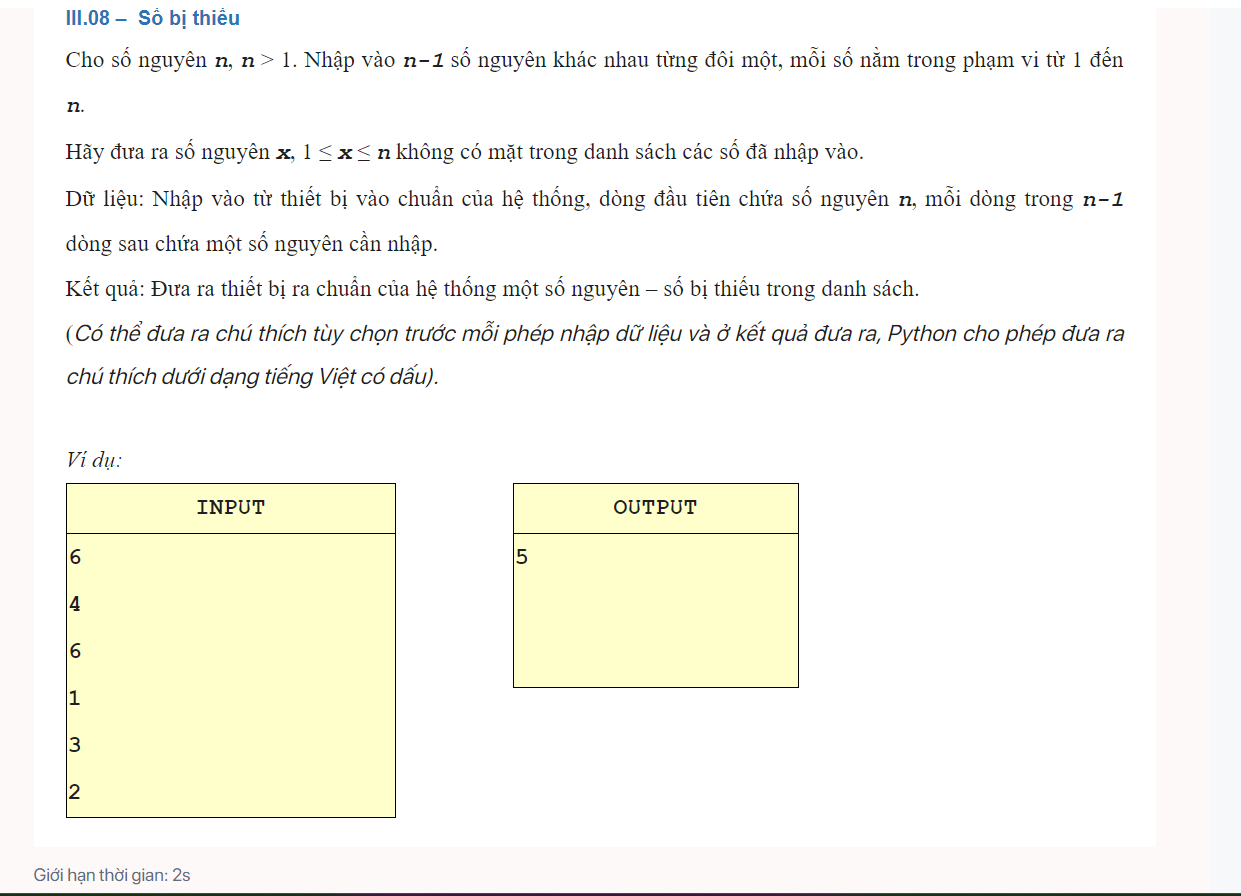 III.08 – Số bị thiếu
Cho số nguyên n, n > 1. Nhập vào n-1 số nguyên khác nhau từng đôi một, mỗi số nằm trong phạm vi từ 1 đến
n.
Hãy đưa ra số nguyên x, 1 ≤ x ≤ n không có mặt trong danh sách các số đã nhập vào.
Dữ liệu: Nhập vào từ thiết bị vào chuẩn của hệ thống, dòng đầu tiên chứa số nguyên n, mỗi dòng trong n-1
dòng sau chứa một số nguyên cần nhập.
Kết quả: Đưa ra thiết bị ra chuẩn của hệ thống một số nguyên – số bị thiếu trong danh sách.
(Có thể đưa ra chú thích tùy chọn trước mỗi phép nhập dữ liệu và ở kết quả đưa ra, Python cho phép đưa ra
chú thích dưới dạng tiếng Việt có dấu).
Ví dụ:
INPUT
6
4
6
1
3
2
OUTPUT
5
Giới hạn thời gian: 2s